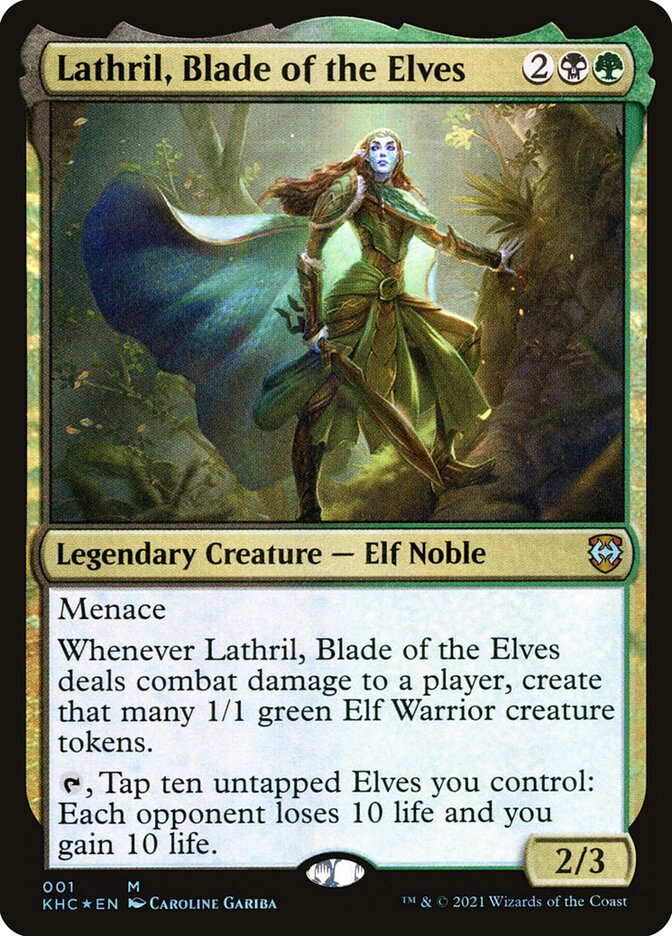 Lathril, Blade of the Elves 2
Legendary Creature — Elf Noble
Menace
Whenever Lathril, Blade of the Elves
deals combat damage to a player, create
that many 1/1 green Elf Warrior creature
tokens.
, Tap ten untapped Elves you control:
Each opponent loses 10 life and you
gain 10 life.
2/3
001 M
KHC★EN Caroline Gariba
™ & © 2021 Wizards of the Coast